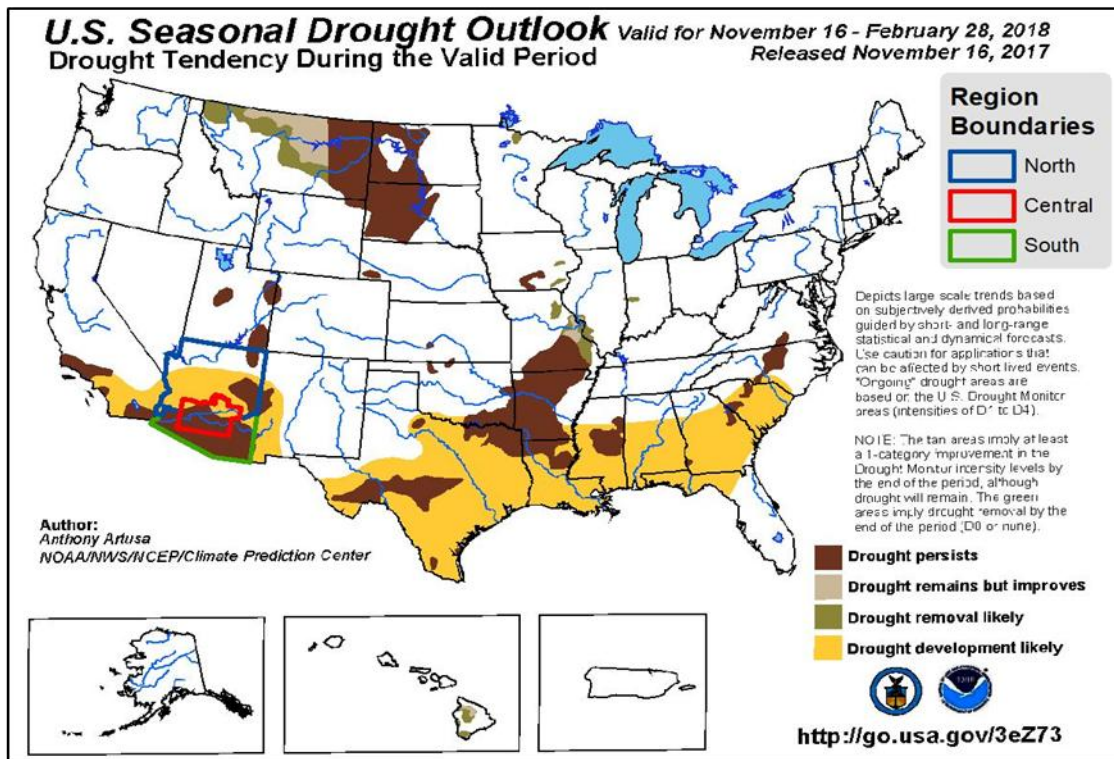 U.S. Seasonal Drought Outlook Valid for November 16 - February 28, 2018
Drought Tendency During the Valid Period Released November 16, 2017
Region
Boundaries
North
Central
South
Depicts large scale trends based
on subjectively derived probabilities
guided by short- and long-range
statistical and dynamical forecasts.
Use caution for applications that
can be affected by short lived events.
"Ongoing" drought areas are
based on the U.S. Drought Monitor
areas (intensities of D1 to D4).
NOTE: The tan areas imply at least
a 1-category improvement in the
Drought Monitor intensity levels by
the end of the period, although
drought will remain. The green
areas imply drought removal by the
end of the period (D0 or none).
Author:
Anthony Artusa
NOAA/NWS/NCEP/Climate Prediction Center
Drought persists
Drought remains but improves
Drought removal likely
Drought development likely
http://go.usa.gov/3eZ73